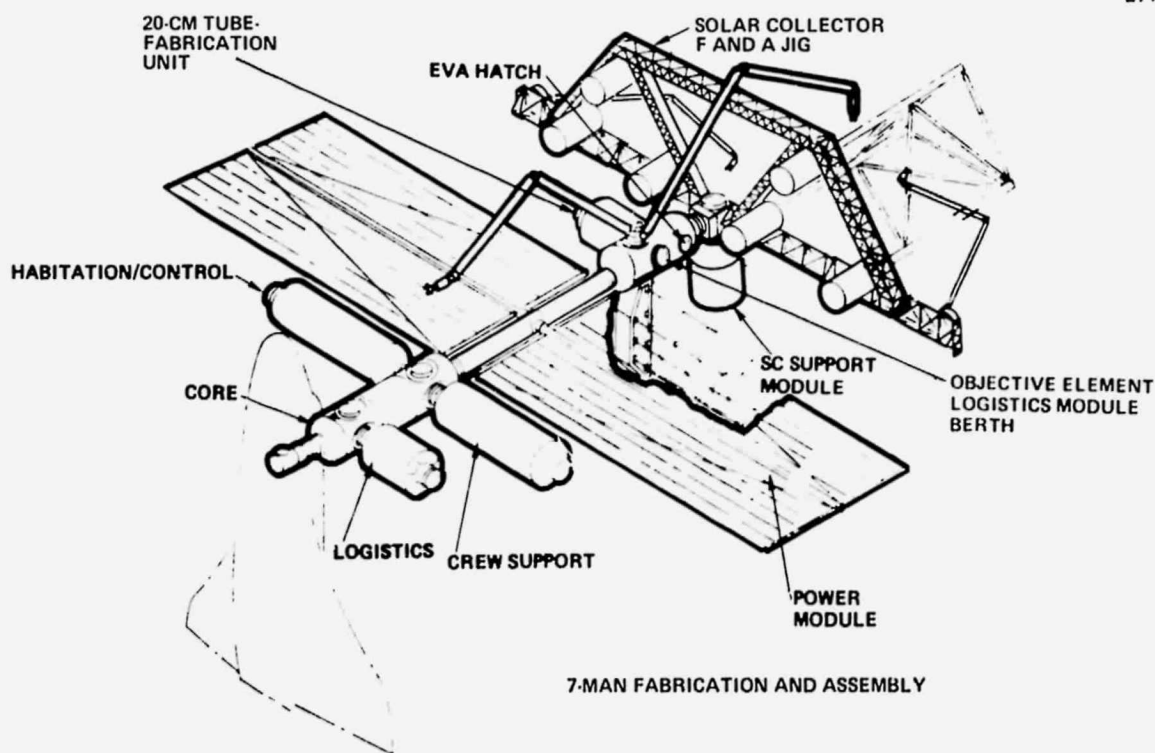 20-CM TUBE-
FABRICATION
UNIT
SOLAR COLLECTOR
F AND A JIG
EVA HATCH
HABITATION/CONTROL
CORE
SC SUPPORT
MODULE
OBJECTIVE ELEMENT
LOGISTICS MODULE
BERTH
LOGISTICS
CREW SUPPORT
POWER
MODULE
7-MAN FABRICATION AND ASSEMBLY